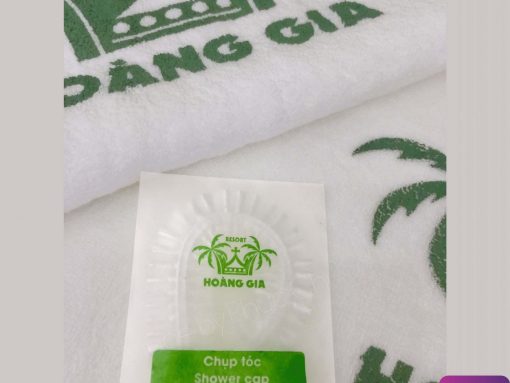 HOÀNG GIA
RESORT
HOÀNG GIA
Chụp tóc
Shower cap